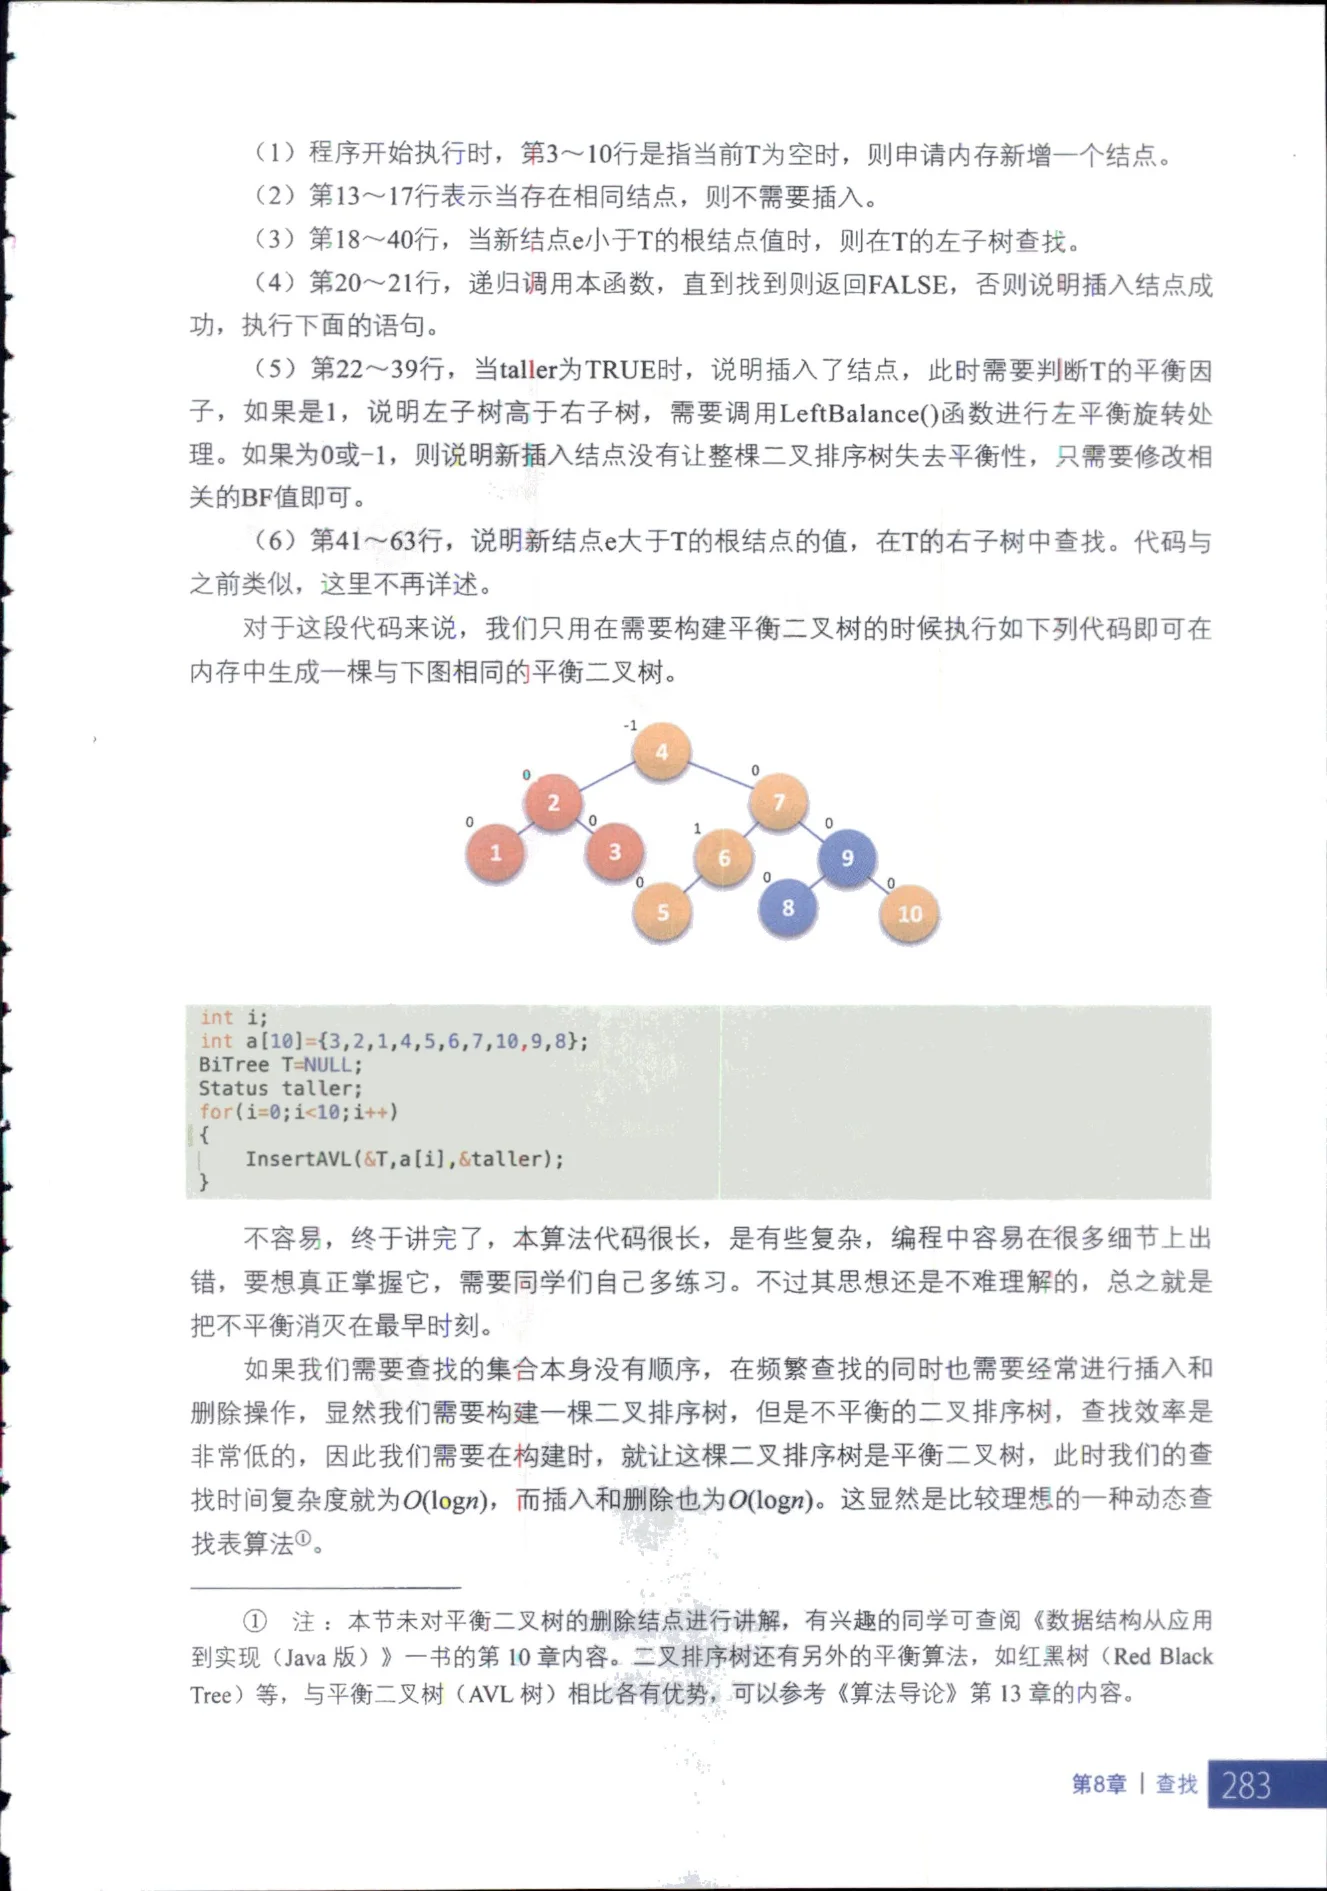 （1）程序开始执行时，第3～10行是指当前T为空时，则申请内存新增一个结点。
（2）第13～17行表示当存在相同结点，则不需要插入。
（3）第18～40行，当新结点e小于T的根结点值时，则在T的左子树查找。
（4）第20～21行，递归调用本函数，直到找到则返回FALSE，否则说明插入结点成
功，执行下面的语句。
（5）第22～39行，当taller为TRUE时，说明插入了结点，此时需要判断T的平衡因
子，如果是1，说明左子树高于右子树，需要调用LeftBalance()函数进行左平衡旋转处
理。如果为0或-1，则说明新插入结点没有让整棵二叉排序树失去平衡性，只需要修改相
关的BF值即可。
（6）第41～63行，说明新结点e大于T的根结点的值，在T的右子树中查找。代码与
之前类似，这里不再详述。
对于这段代码来说，我们只用在需要构建平衡二叉树的时候执行如下列代码即可在
内存中生成一棵与下图相同的平衡二叉树。
-1
4
0
2
0
7
0
1
0
3
1
6
0
9
0
5
0
8
0
10
int i;
int a[10]={3,2,1,4,5,6,7,10,9,8};
BiTree T=NULL;
Status taller;
for(i=0;i<10;i++)
{
InsertAVL(&T,a[i],&taller);
}
不容易，终于讲完了，本算法代码很长，是有些复杂，编程中容易在很多细节上出
错，要想真正掌握它，需要同学们自己多练习。不过其思想还是不难理解的，总之就是
把不平衡消灭在最早时刻。
如果我们需要查找的集合本身没有顺序，在频繁查找的同时也需要经常进行插入和
删除操作，显然我们需要构建一棵二叉排序树，但是不平衡的二叉排序树，查找效率是
非常低的，因此我们需要在构建时，就让这棵二叉排序树是平衡二叉树，此时我们的查
找时间复杂度就为O(logn)，而插入和删除也为O(logn)。这显然是比较理想的一种动态查
找表算法①。
① 注：本节未对平衡二叉树的删除结点进行讲解，有兴趣的同学可查阅《数据结构从应用
到实现（Java 版）》一书的第 10 章内容。二叉排序树还有另外的平衡算法，如红黑树（Red Black
Tree）等，与平衡二叉树（AVL 树）相比各有优势，可以参考《算法导论》第 13 章的内容。
第8章 | 查找 283